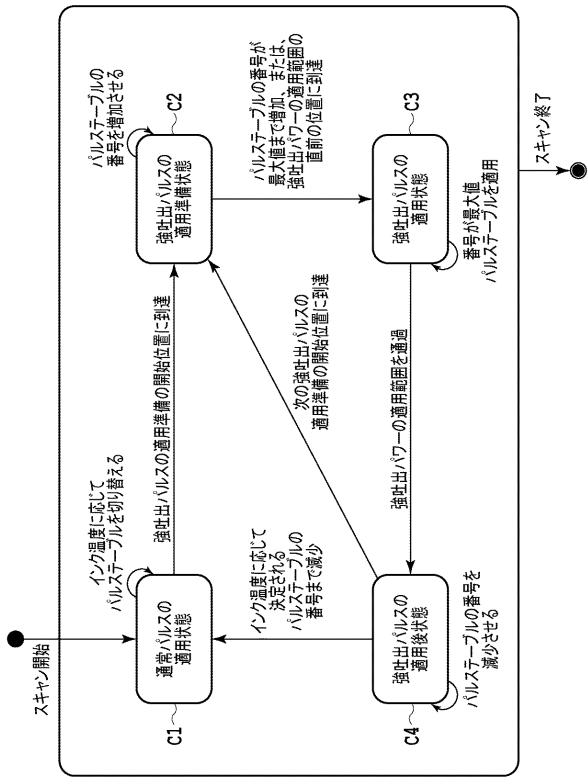 スキャン開始
インク温度に応じて
パルステーブルを切り替える
通常パルスの
適用状態
C1
強吐出パルスの適用準備の開始位置に到達
パルステーブルの
番号を増加させる
強吐出パルスの
適用準備状態
C2
パルステーブルの番号が
最大値まで増加、または、
強吐出パワーの適用範囲の
直前の位置に到達
インク温度に応じて
決定される
パルステーブルの
番号まで減少
次の強吐出パルスの
適用準備の開始位置に到達
強吐出パルスの
適用後状態
C4
パルステーブルの番号を
減少させる
強吐出パワーの適用範囲を通過
強吐出パルスの
適用状態
C3
番号が最大値
パルステーブルを適用
スキャン終了